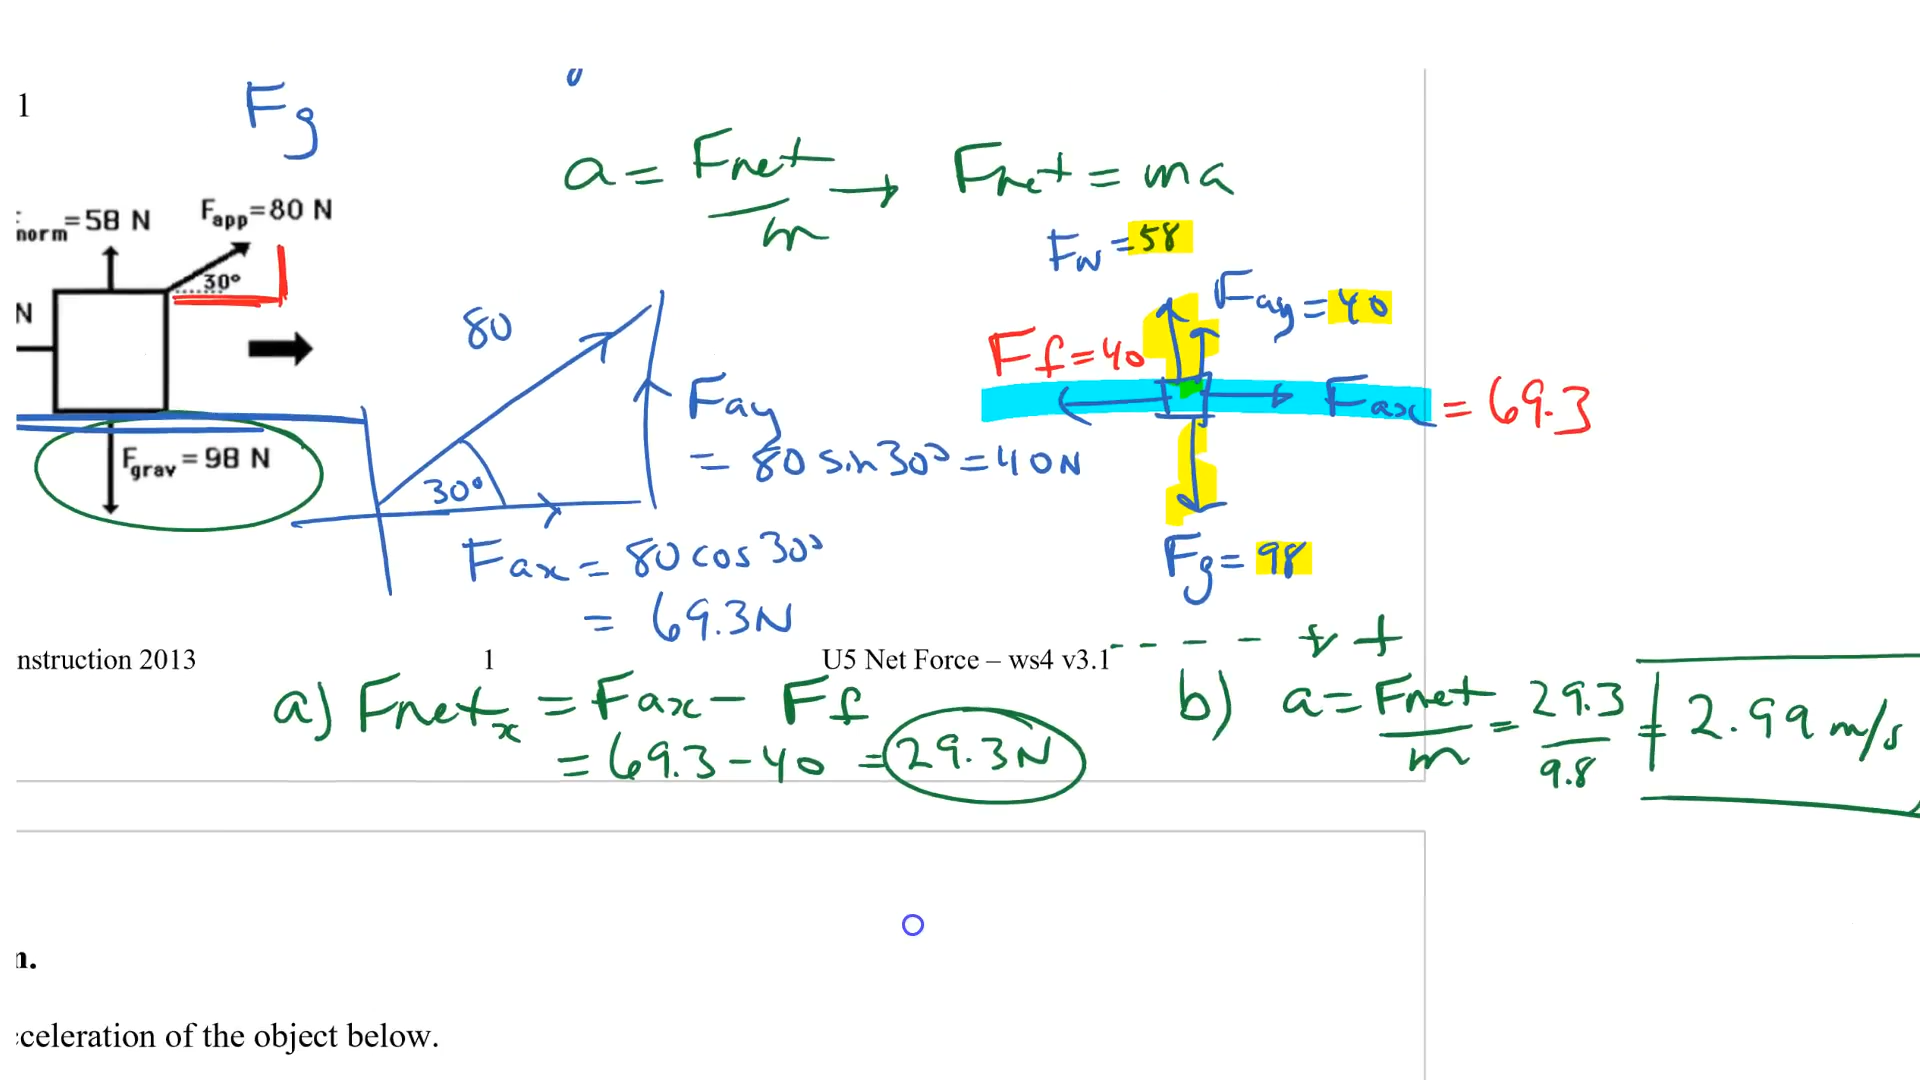 1
Fg
a = Fnet/m → Fnet = ma
norm = 58 N
Fapp = 80 N
30°
N
Fgrav = 98 N
80
30°
Fay
= 80 sin 30° = 40N
Fax = 80 cos 30°
= 69.3N
FN = 58
Fay = 40
Ff = 40
Fax = 69.3
Fg = 98
nstruction 2013
1
U5 Net Force – ws4 v3.1
a) Fnetx = Fax - Ff
= 69.3 - 40 = 29.3N
b) a = Fnet/m = 29.3/9.8 = 2.99 m/s
n.
celeration of the object below.